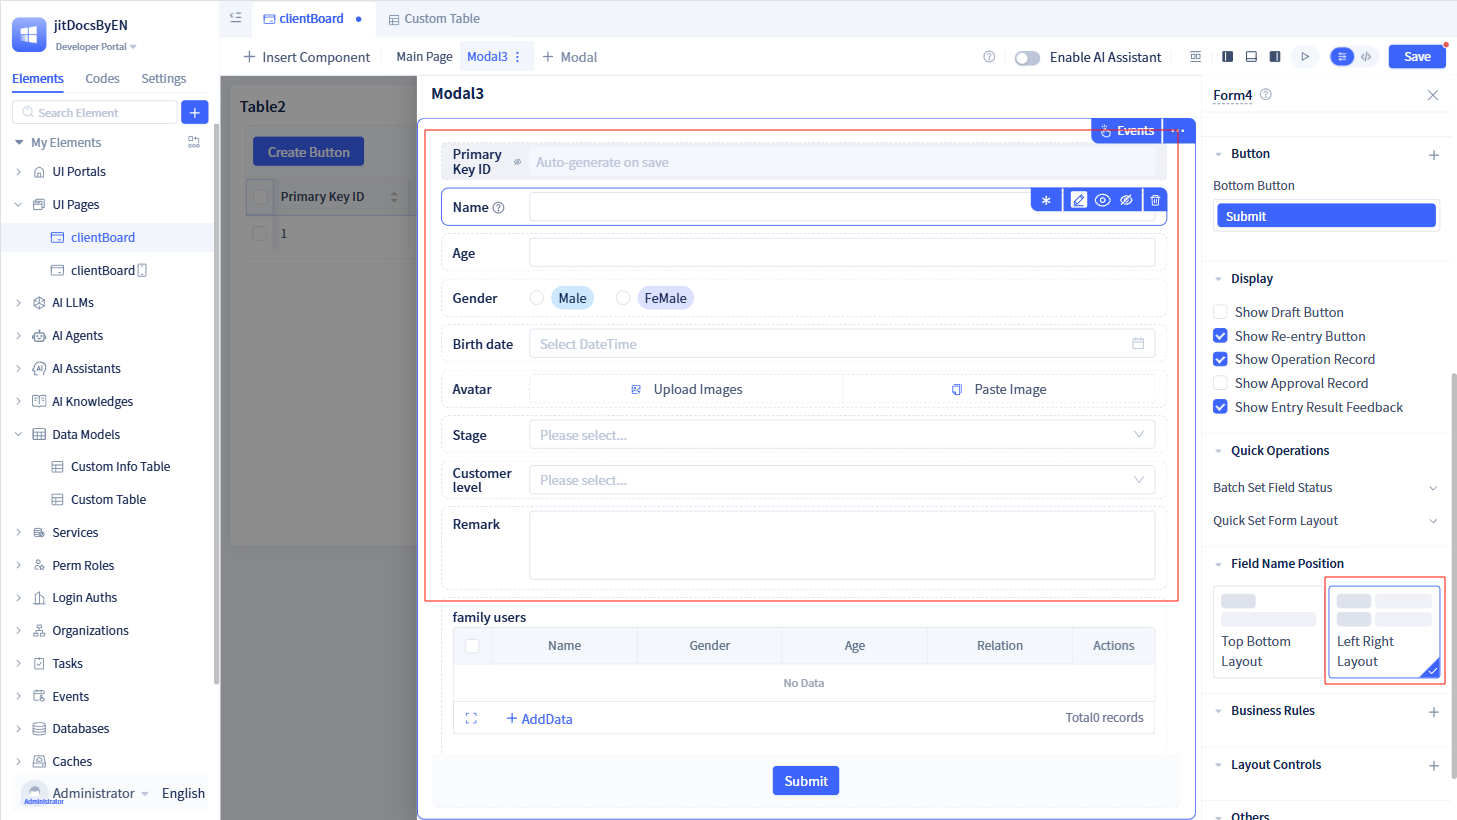 jitDocsByEN
Developer Portal
Elements
Codes
Settings
Search Element
My Elements
UI Portals
UI Pages
clientBoard
clientBoard
AI LLMs
AI Agents
AI Assistants
AI Knowledges
Data Models
Custom Info Table
Custom Table
Services
Perm Roles
Login Auths
Organizations
Tasks
Events
Databases
Caches
Administrator
Administrator
English
clientBoard
Custom Table
Insert Component
Main Page
Modal3
Modal
Enable AI Assistant
Save
Table2
Create Button
Primary Key ID
1
Modal3
Events
Primary
Key ID
Auto-generate on save
Name
Age
Gender
Male
FeMale
Birth date
Select DateTime
Avatar
Upload Images
Paste Image
Stage
Please select...
Customer
level
Please select...
Remark
family users
Name
Gender
Age
Relation
Actions
No Data
AddData
Total0 records
Submit
Form4
Button
Bottom Button
Submit
Display
Show Draft Button
Show Re-entry Button
Show Operation Record
Show Approval Record
Show Entry Result Feedback
Quick Operations
Batch Set Field Status
Quick Set Form Layout
Field Name Position
Top Bottom
Layout
Left Right
Layout
Business Rules
Layout Controls
Others